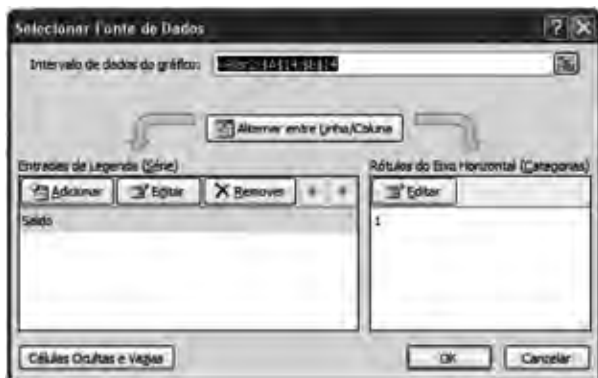 Selecionar Fonte de Dados
Intervalo de dados do gráfico:
Alternar entre Linha/Coluna
Entradas de Legenda (Série)
Rótulos do Eixo Horizontal (Categorias)
Adicionar Editar Remover
Editar
Saldo
1
Células Ocultas e Vazias
OK Cancelar